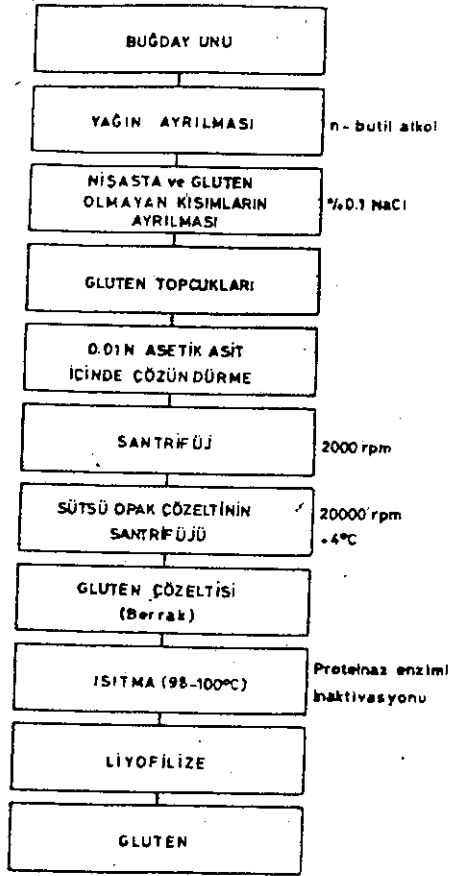 BUĞDAY UNU
YAĞIN AYRILMASI
n-butil alkol
NİŞASTA ve GLUTEN
OLMAYAN KISIMLARIN
AYRILMASI
%0.1 NaCl
GLUTEN TOPCUKLARI
0.01N ASETİK ASİT
İÇİNDE ÇÖZÜNDÜRME
SANTRİFÜJ
2000 rpm
SÜTSÜ OPAK ÇÖZELTİNİN
SANTRİFÜJÜ
20000 rpm
+4°C
GLUTEN ÇÖZELTİSİ
(Berrak)
ISITMA (98-100°C)
Proteinaz enzimi
inaktivasyonu
LİYOFİLİZE
GLUTEN